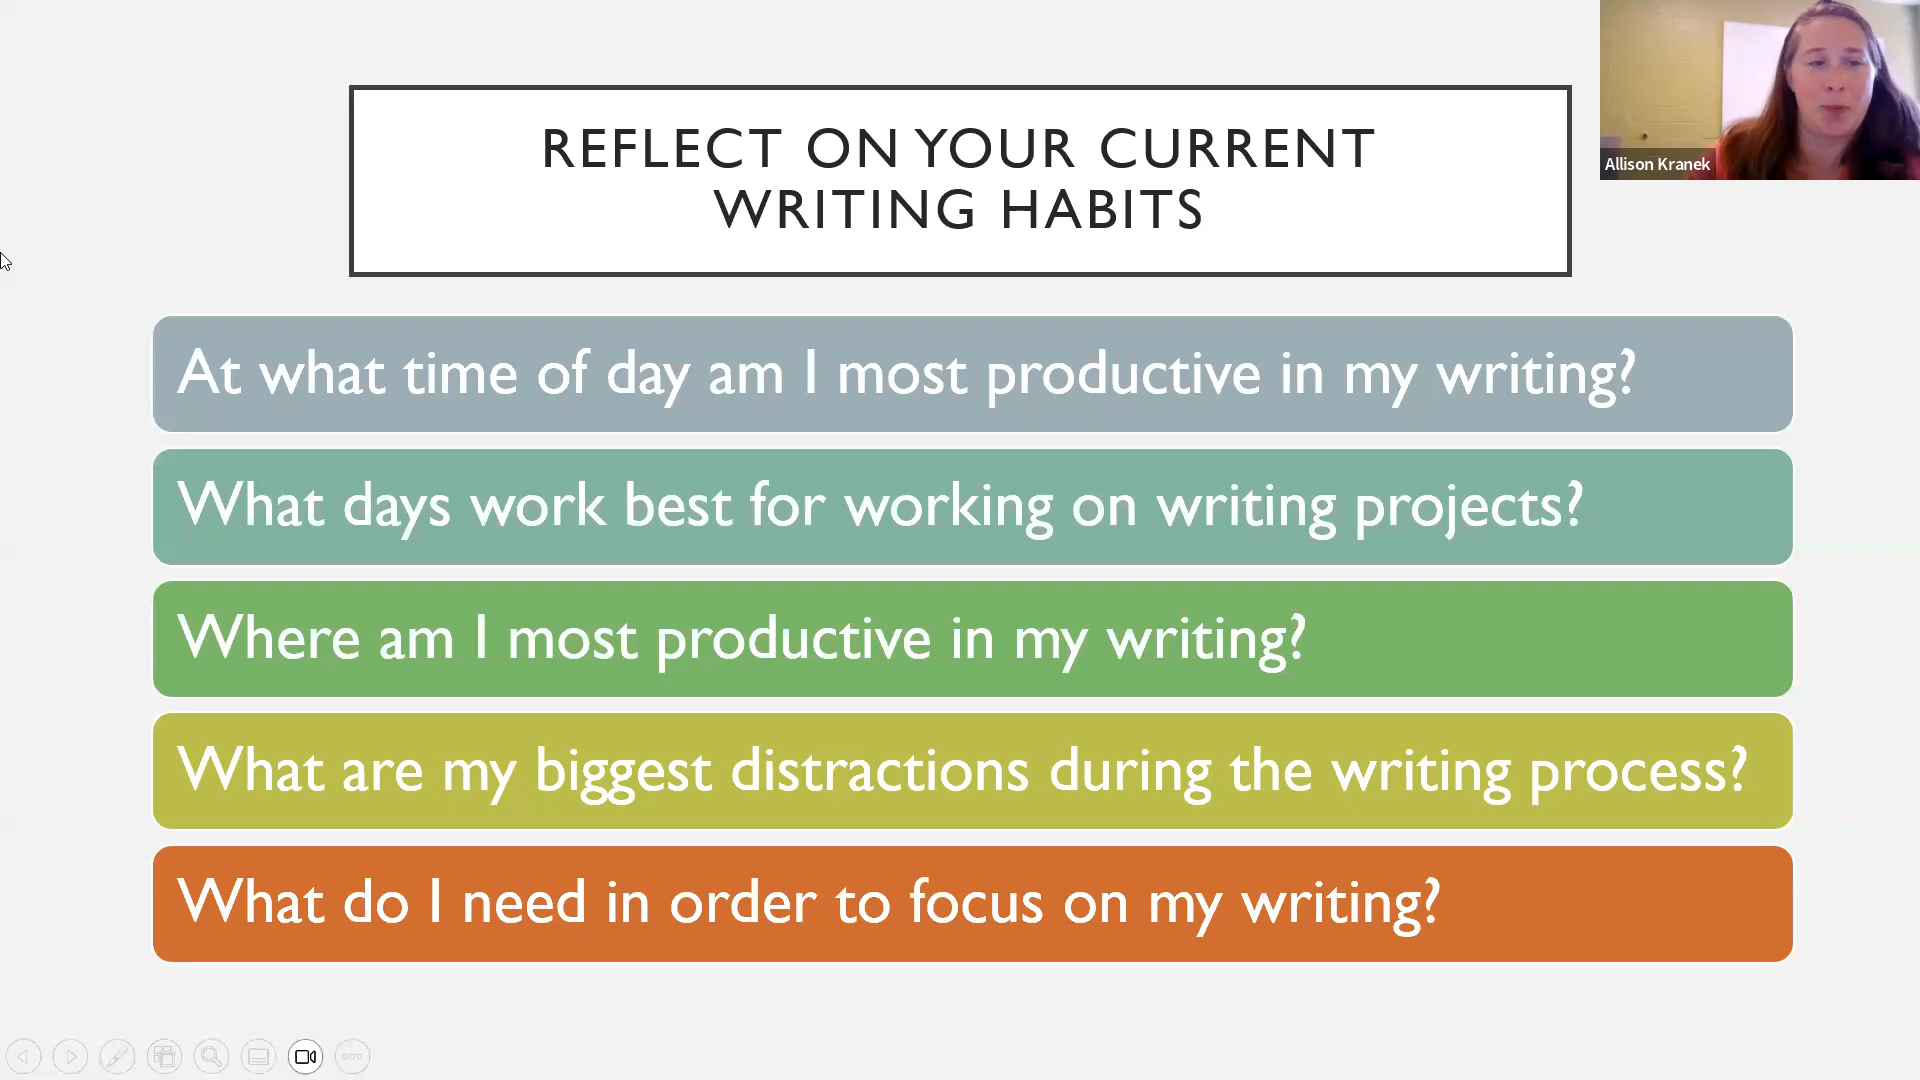 REFLECT ON YOUR CURRENT
WRITING HABITS
Allison Kranek
At what time of day am I most productive in my writing?
What days work best for working on writing projects?
Where am I most productive in my writing?
What are my biggest distractions during the writing process?
What do I need in order to focus on my writing?